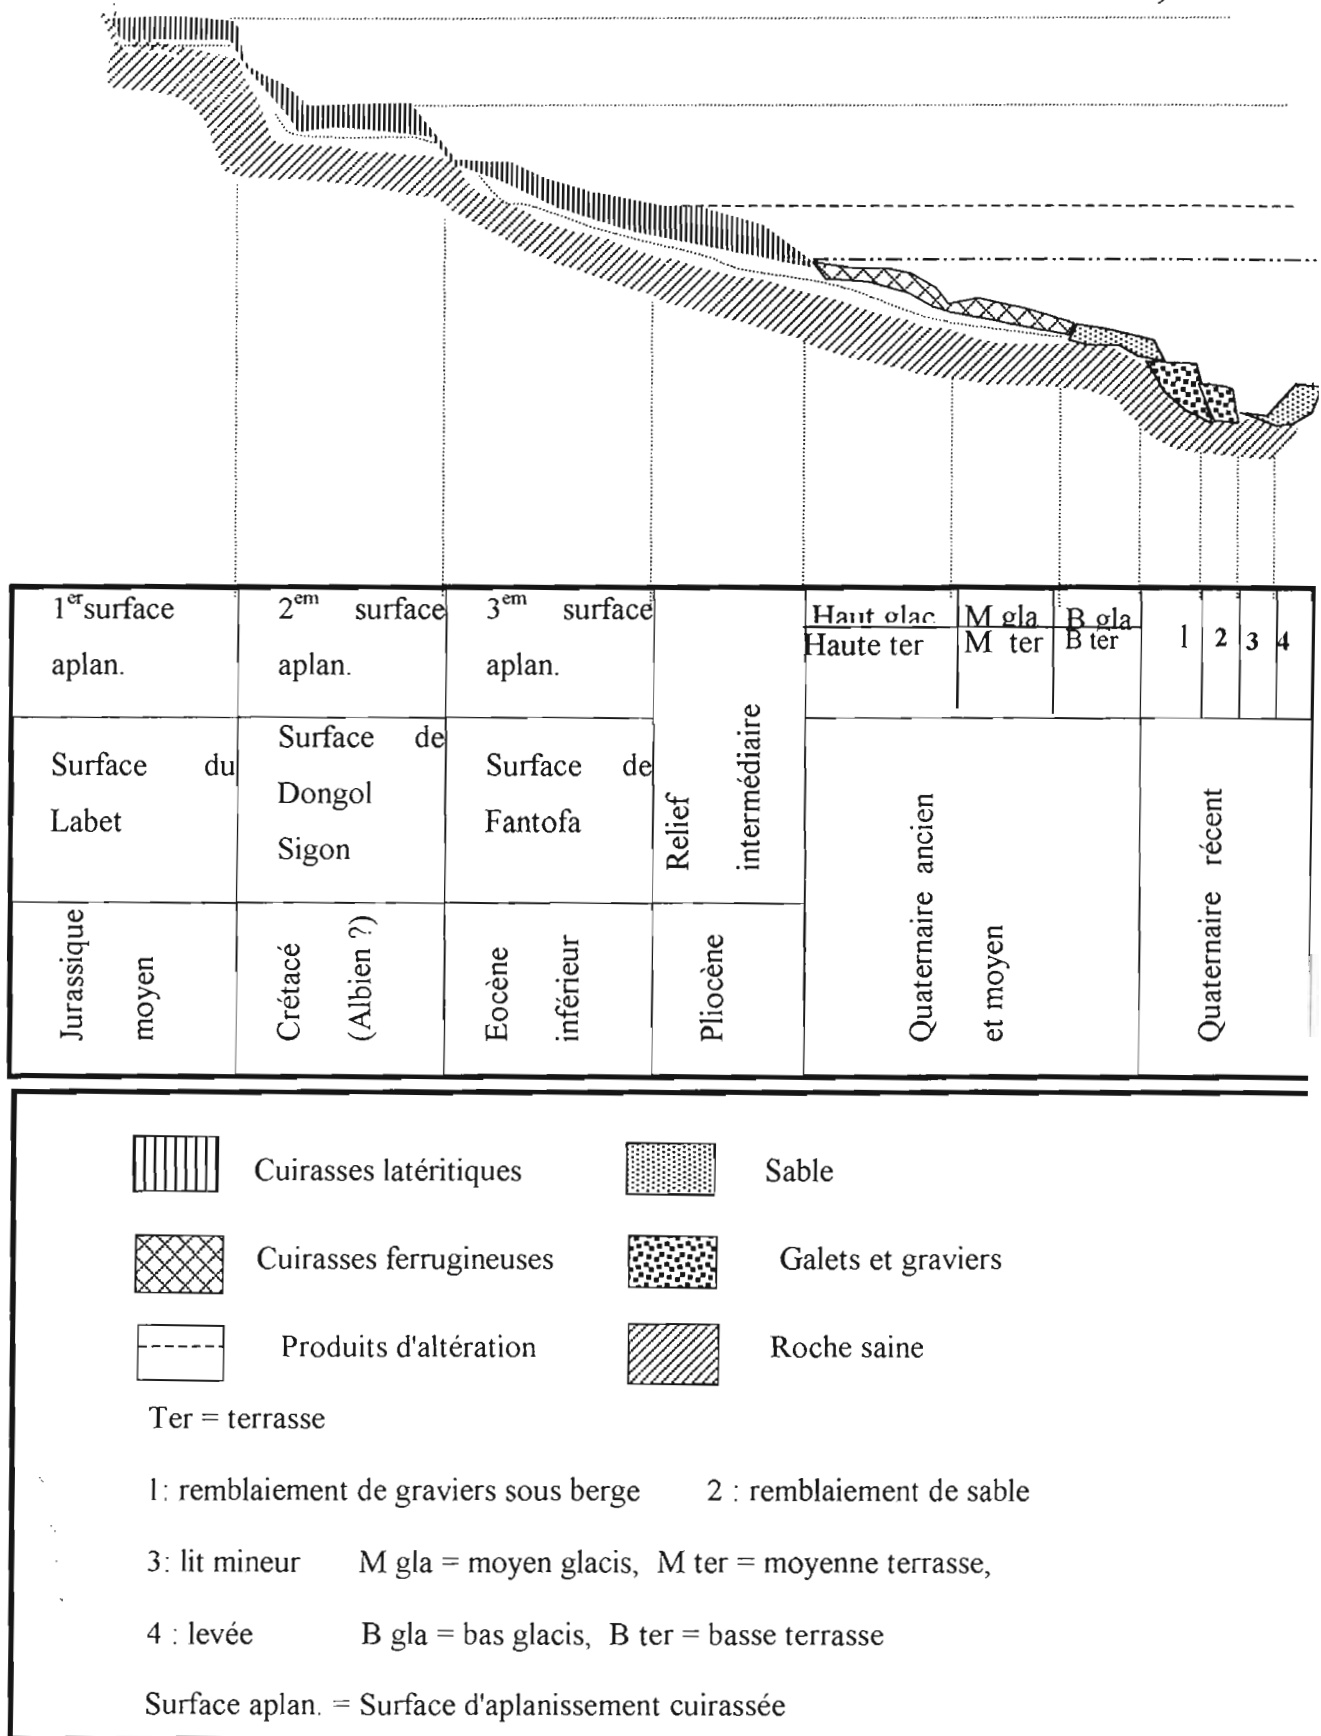 1er surface aplan.
2em surface aplan.
3em surface aplan.
Relief intermédiaire
Haut glac
Haute ter
M gla
M ter
B gla
B ter
1
2
3
4
Surface du Labet
Surface de Dongol Sigon
Surface de Fantofa
Jurassique moyen
Crétacé (Albien ?)
Eocène inférieur
Pliocène
Quaternaire ancien et moyen
Quaternaire récent
Cuirasses latéritiques
Sable
Cuirasses ferrugineuses
Galets et graviers
Produits d'altération
Roche saine
Ter = terrasse
1: remblaiement de graviers sous berge 2 : remblaiement de sable
3: lit mineur M gla = moyen glacis, M ter = moyenne terrasse,
4 : levée B gla = bas glacis, B ter = basse terrasse
Surface aplan. = Surface d'aplanissement cuirassée